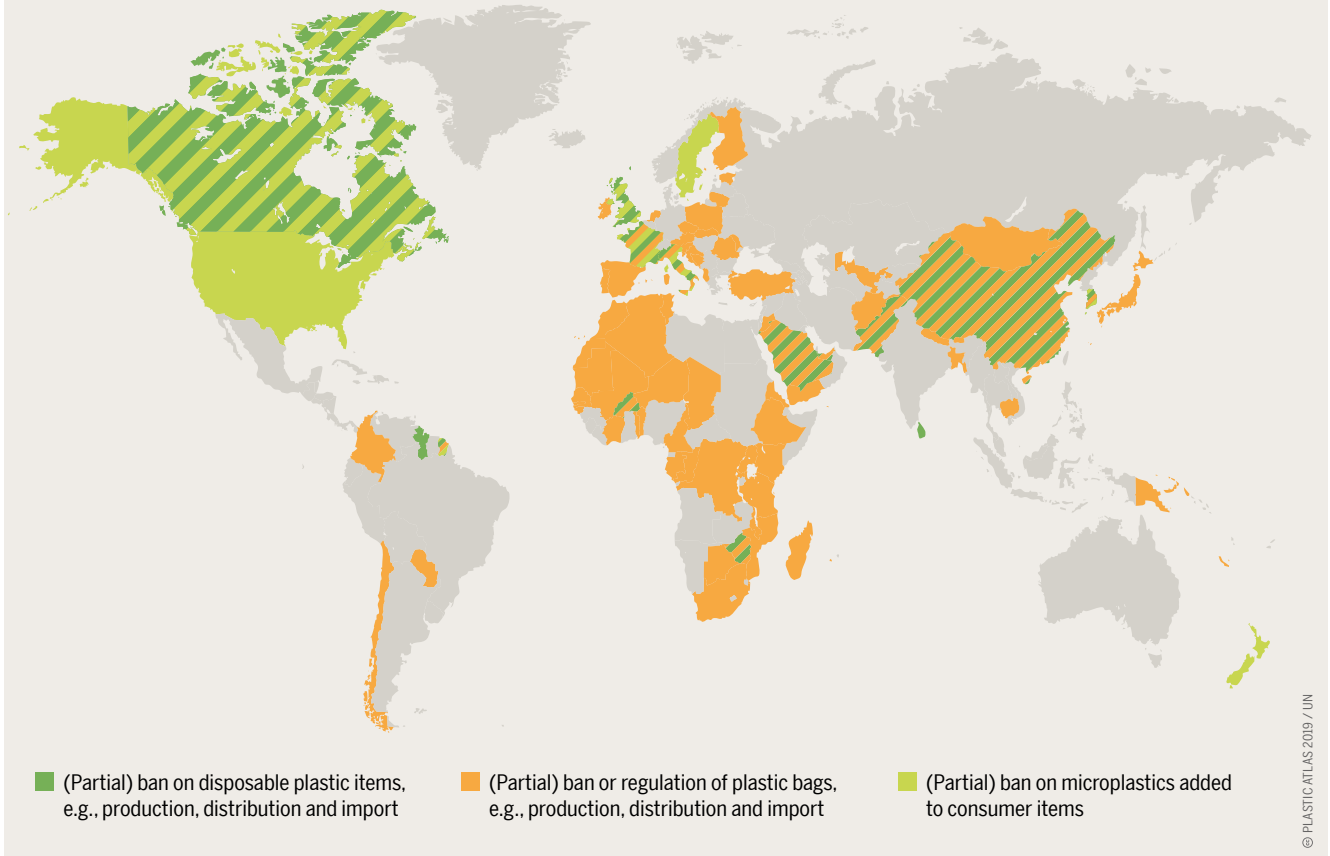 (Partial) ban on disposable plastic items,
e.g., production, distribution and import
(Partial) ban or regulation of plastic bags,
e.g., production, distribution and import
(Partial) ban on microplastics added
to consumer items
© PLASTIC ATLAS 2019 / UN